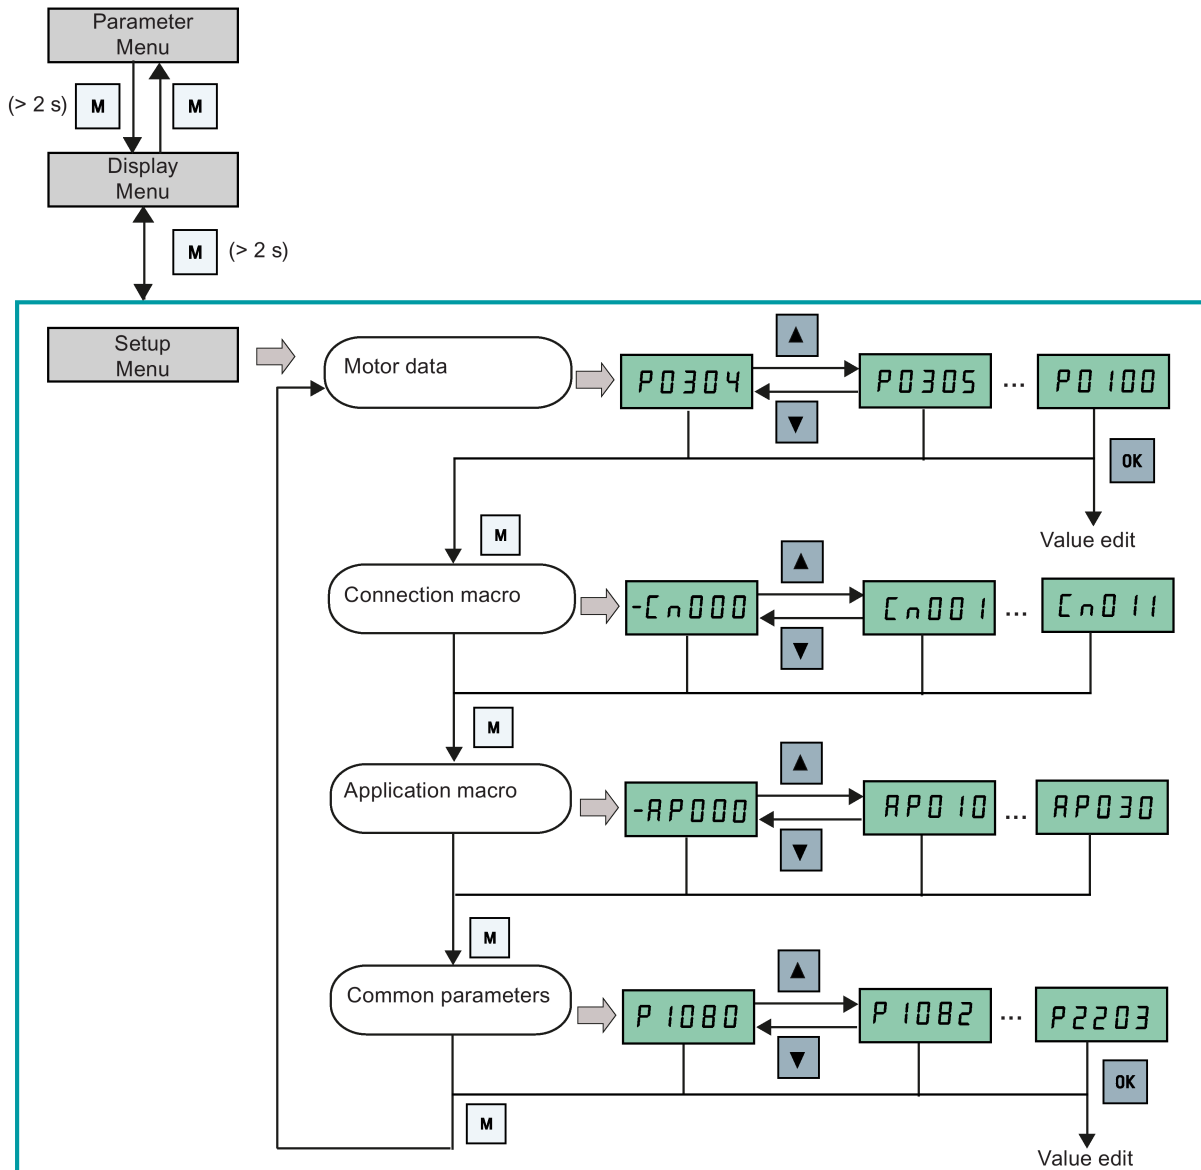 Parameter
Menu
(> 2 s) M M
Display
Menu
M (> 2 s)
Setup
Menu
Motor data
P0304
▲
▼
P0305
...
P0100
OK
Value edit
M
Connection macro
-Cn000
▲
▼
Cn001
...
Cn011
M
Application macro
-AP000
▲
▼
AP010
...
AP030
M
Common parameters
P1080
▲
▼
P1082
...
P2203
OK
Value edit
M